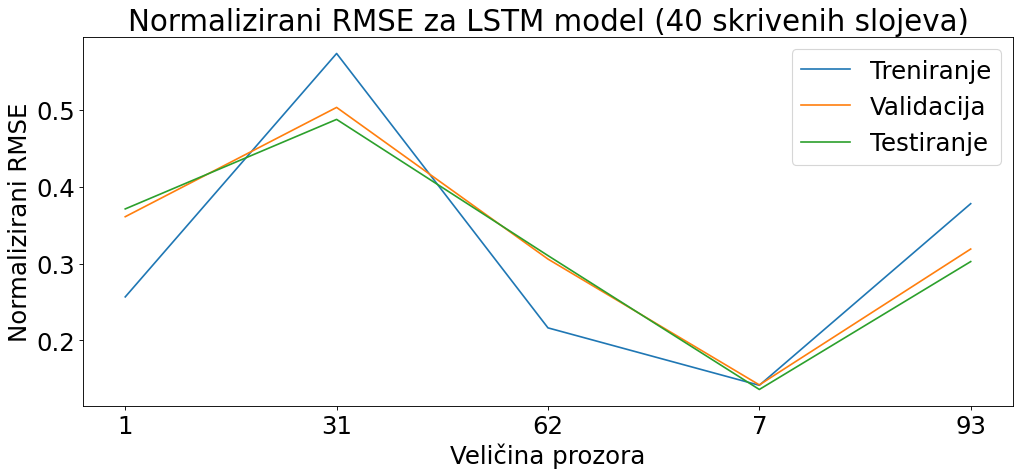 Normalizirani RMSE za LSTM model (40 skrivenih slojeva)
Treniranje
Validacija
Testiranje
Normalizirani RMSE
0.5
0.4
0.3
0.2
1 31 62 7 93
Veličina prozora